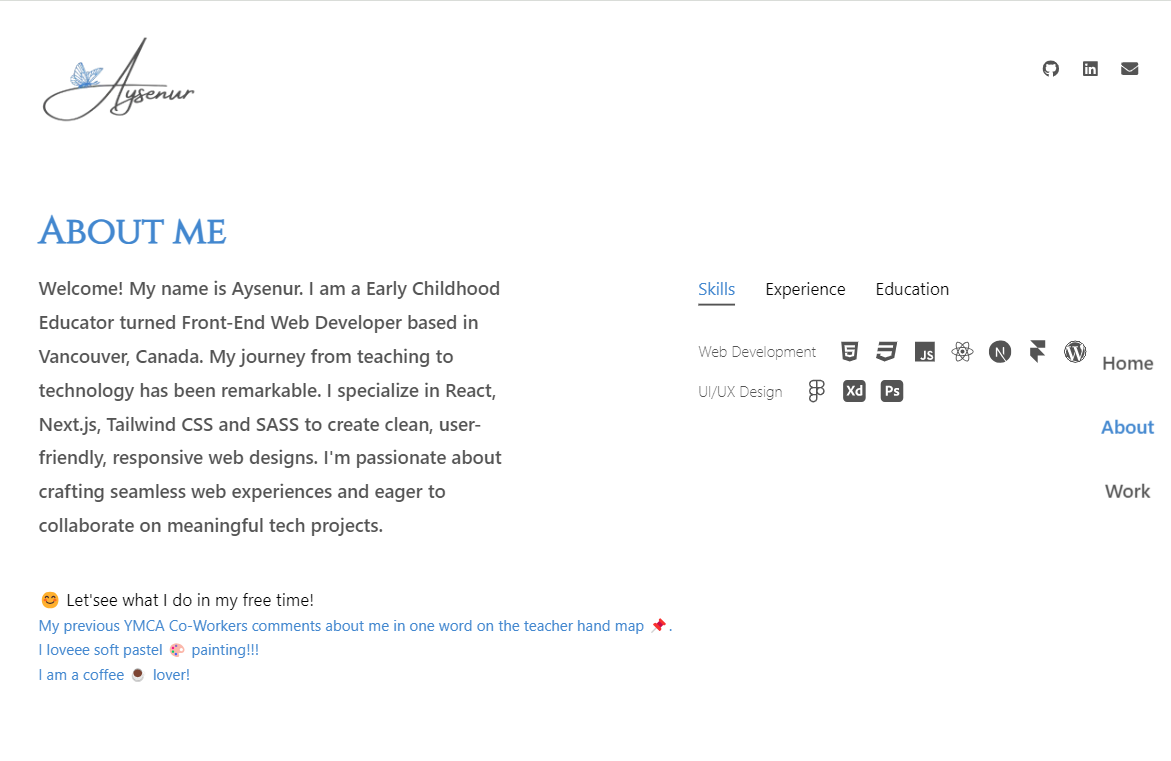 Aysenur
About me
Welcome! My name is Aysenur. I am a Early Childhood
Educator turned Front-End Web Developer based in
Vancouver, Canada. My journey from teaching to
technology has been remarkable. I specialize in React,
Next.js, Tailwind CSS and SASS to create clean, user-
friendly, responsive web designs. I'm passionate about
crafting seamless web experiences and eager to
collaborate on meaningful tech projects.
😊 Let'see what I do in my free time!
My previous YMCA Co-Workers comments about me in one word on the teacher hand map 📌.
I loveee soft pastel 🎨 painting!!!
I am a coffee ☕ lover!
Skills Experience Education
Web Development 5 3 JS N W
UI/UX Design Xd Ps
Home
About
Work